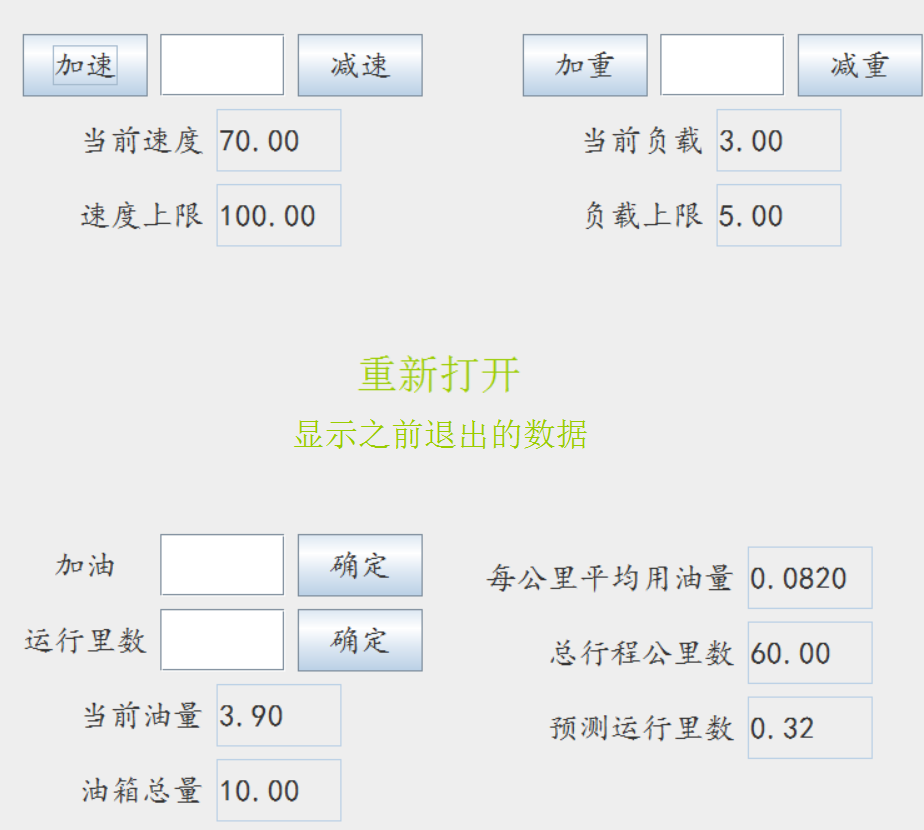 加速 减速 加重 减重
当前速度 70.00 当前负载 3.00
速度上限 100.00 负载上限 5.00
重新打开
显示之前退出的数据
加油 确定 每公里平均用油量 0.0820
运行里数 确定 总行程公里数 60.00
当前油量 3.90 预测运行里数 0.32
油箱总量 10.00